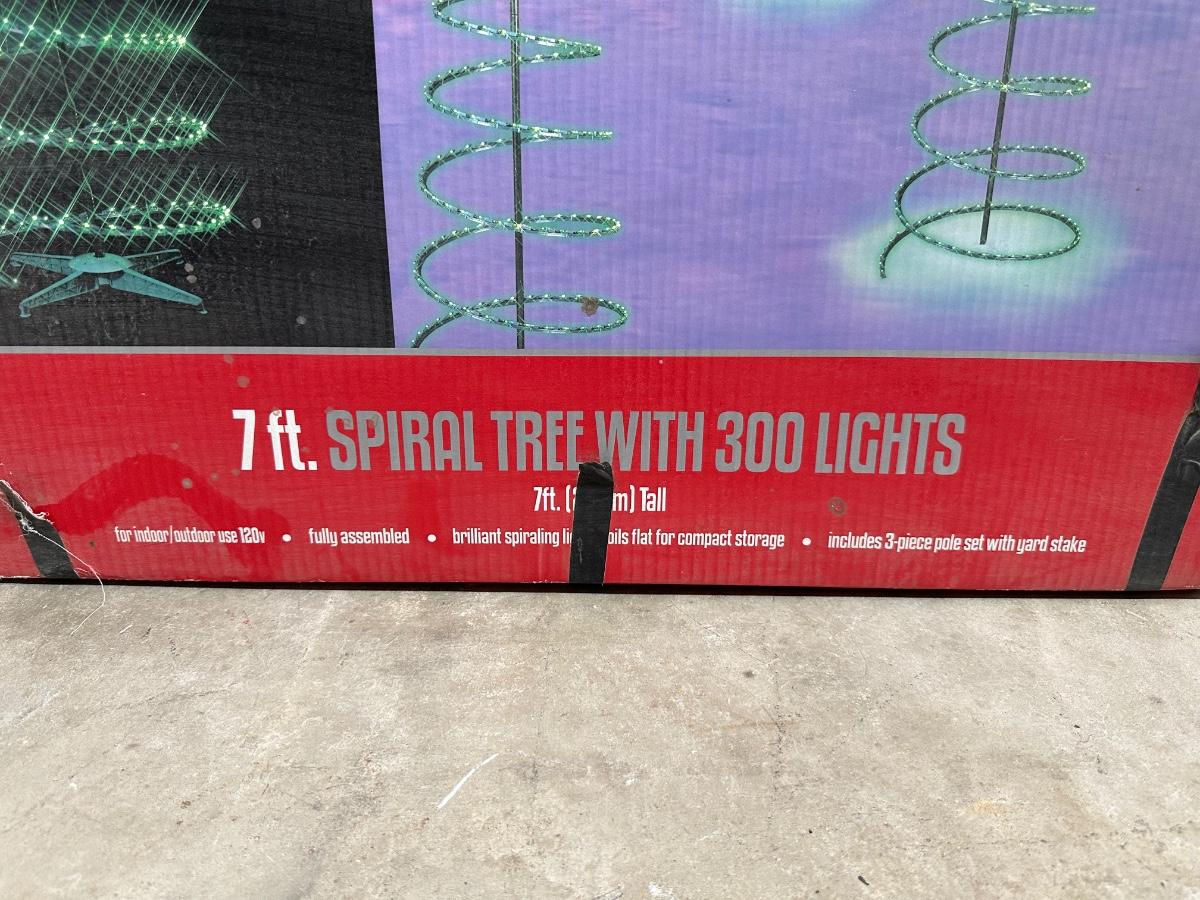 7 ft. SPIRAL TREE WITH 300 LIGHTS
7ft. ( m) Tall
for indoor/outdoor use 120v • fully assembled • brilliant spiraling flat for compact storage • includes 3-piece pole set with yard stake